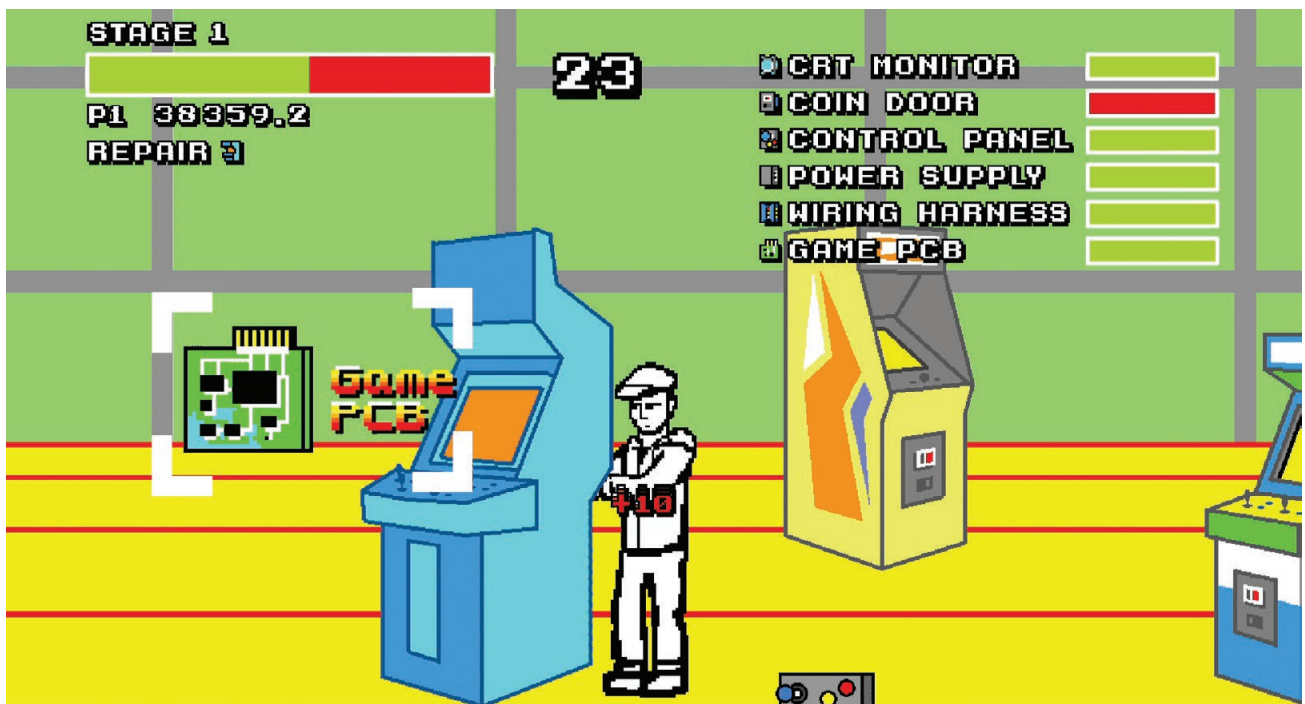 STAGE 1
23
P1 38359.2
REPAIR
CRT MONITOR
COIN DOOR
CONTROL PANEL
POWER SUPPLY
WIRING HARNESS
GAME PCB
Game
PCB
+10